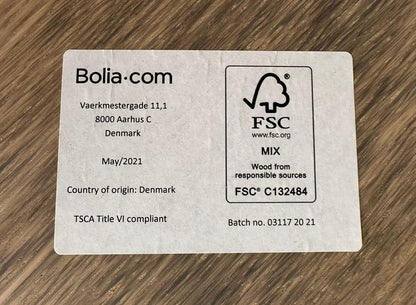 Bolia.com
Vaerkmestergade 11,1
8000 Aarhus C
Denmark
May/2021
Country of origin: Denmark
TSCA Title VI compliant
®
FSC
www.fsc.org
MIX
Wood from
responsible sources
FSC® C132484
Batch no. 03117 20 21